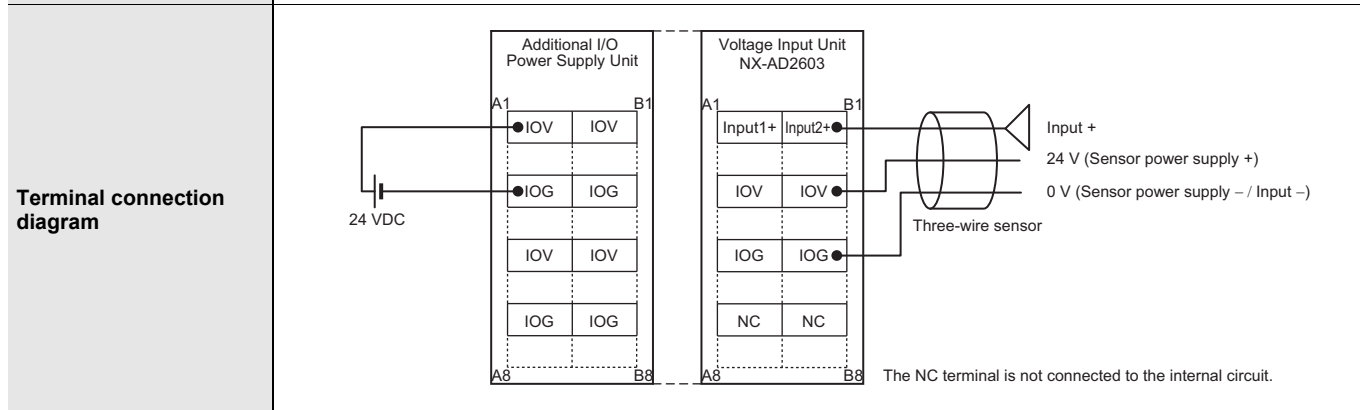 Terminal connection
diagram
Additional I/O
Power Supply Unit
A1 B1
IOV IOV
IOG IOG
IOV IOV
IOG IOG
A8 B8
24 VDC
Voltage Input Unit
NX-AD2603
A1 B1
Input1+ Input2+
IOV IOV
IOG IOG
NC NC
A8 B8
Input +
24 V (Sensor power supply +)
0 V (Sensor power supply − / Input −)
Three-wire sensor
The NC terminal is not connected to the internal circuit.